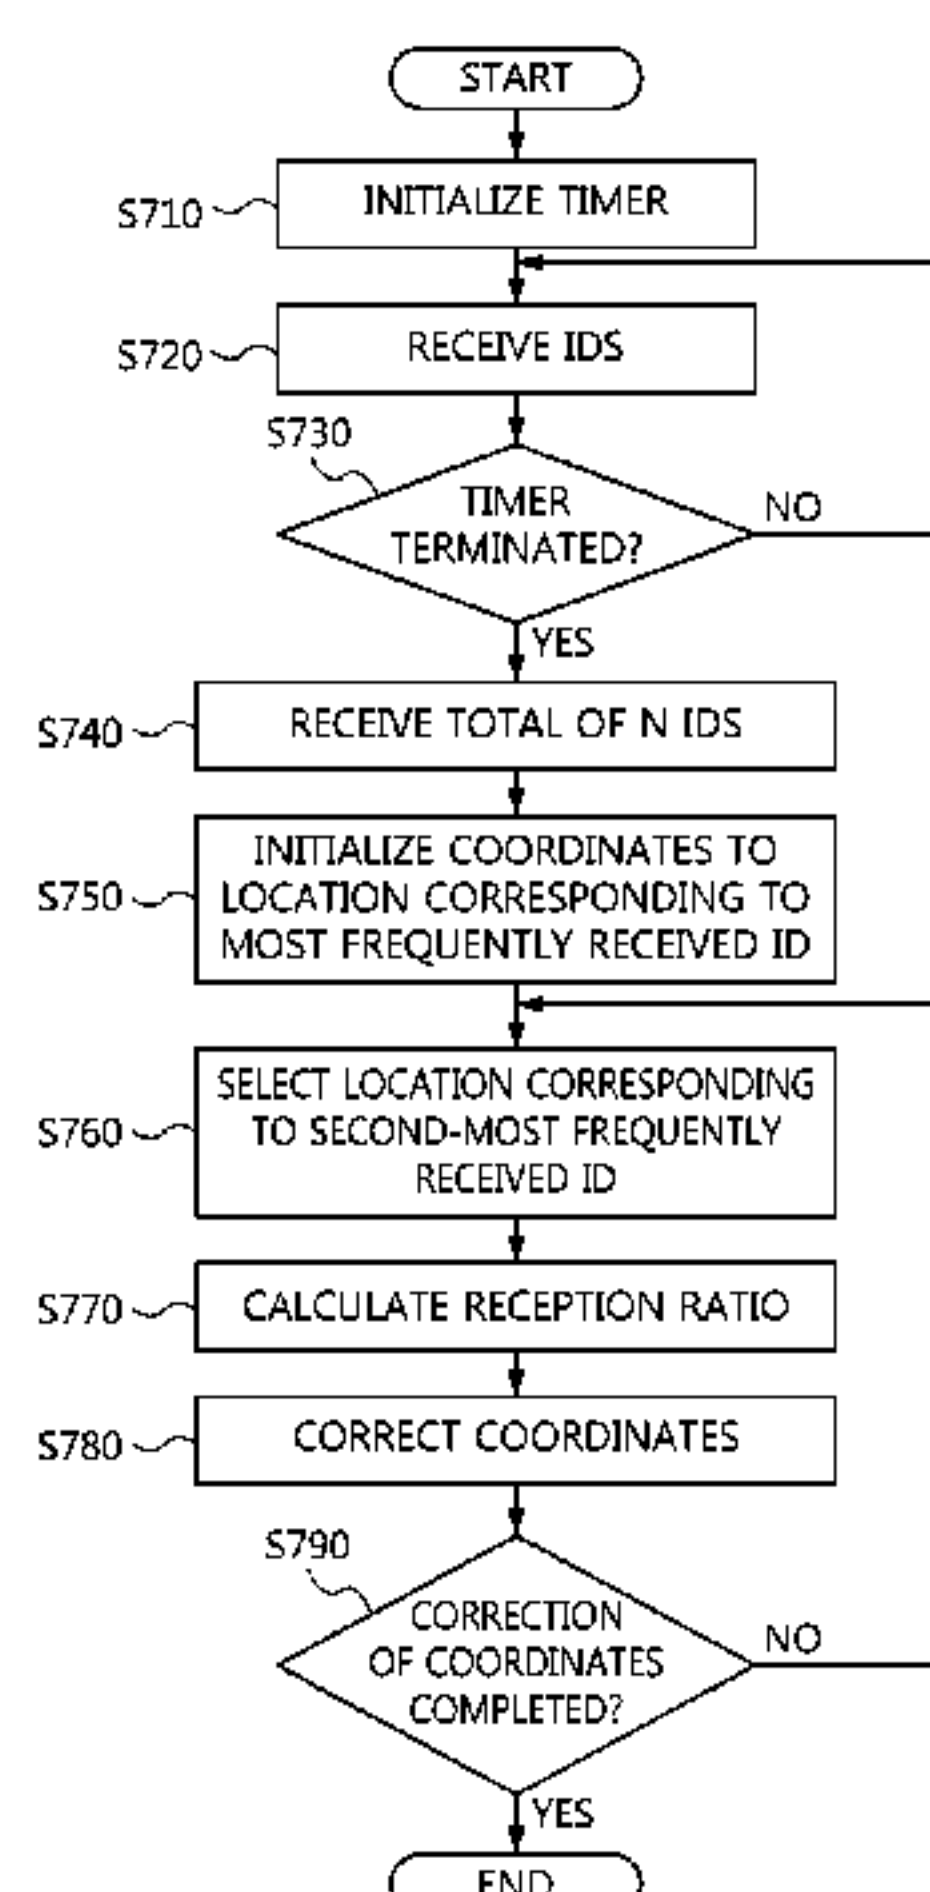 START
S710
INITIALIZE TIMER
S720
RECEIVE IDS
S730
TIMER
TERMINATED?
NO
YES
S740
RECEIVE TOTAL OF N IDS
S750
INITIALIZE COORDINATES TO
LOCATION CORRESPONDING TO
MOST FREQUENTLY RECEIVED ID
S760
SELECT LOCATION CORRESPONDING
TO SECOND-MOST FREQUENTLY
RECEIVED ID
S770
CALCULATE RECEPTION RATIO
S780
CORRECT COORDINATES
S790
CORRECTION
OF COORDINATES
COMPLETED?
NO
YES
END